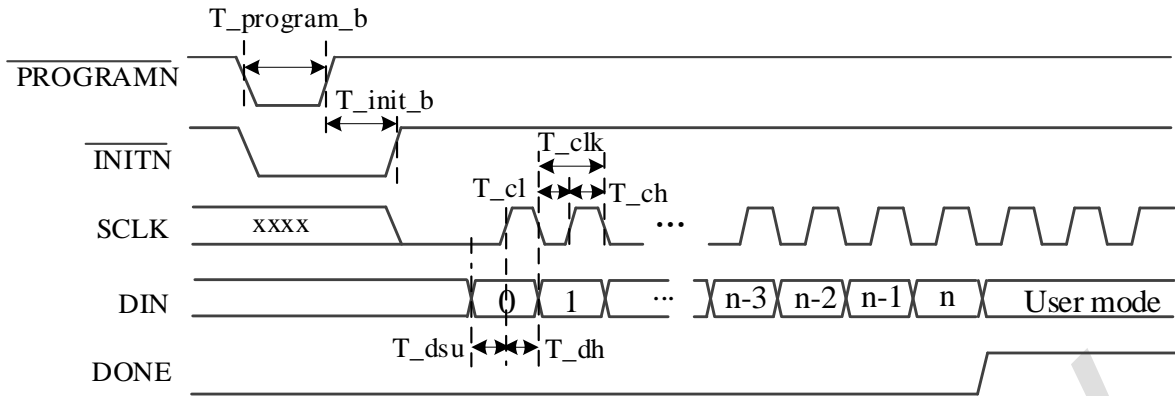 T_program_b
PROGRAMN
T_init_b
INITN
T_clk
T_cl
T_ch
SCLK
xxxx
...
DIN
0
1
...
n-3
n-2
n-1
n
User mode
T_dsu
T_dh
DONE